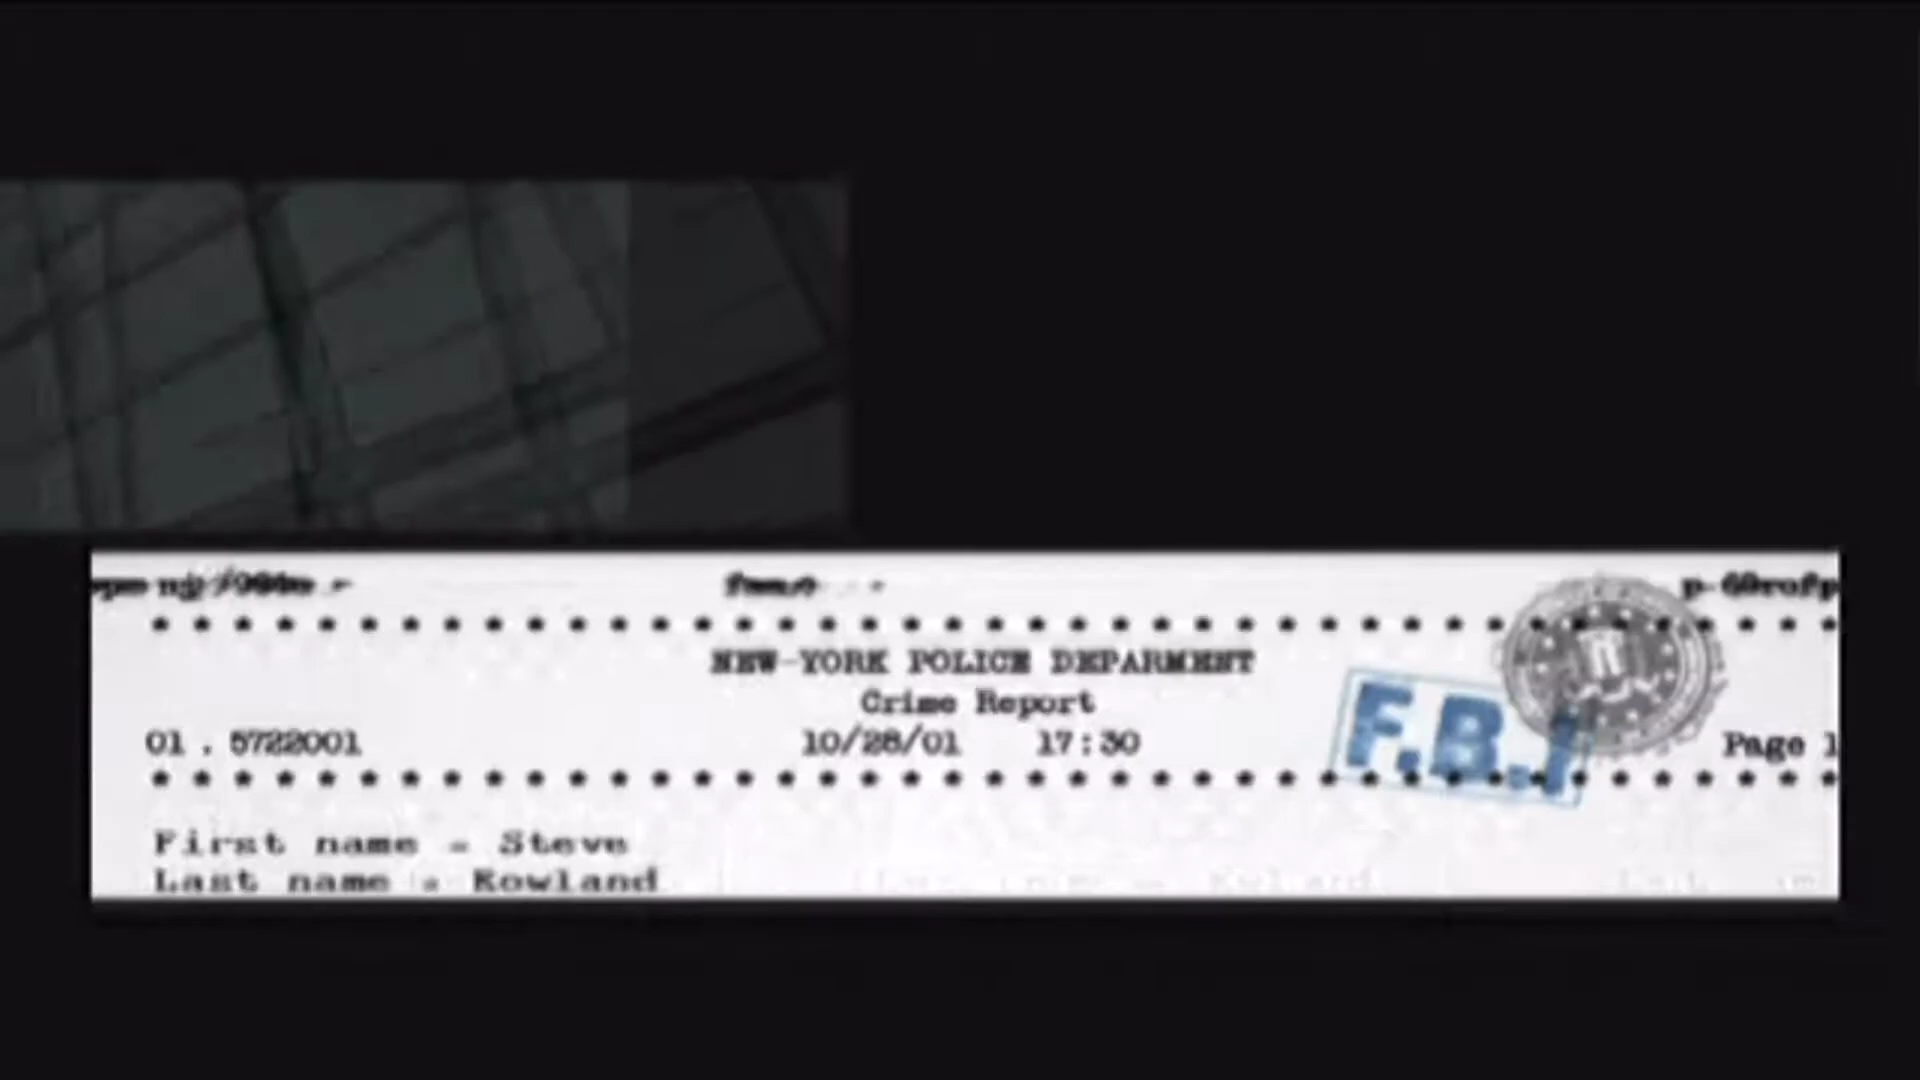 NEW-YORK POLICE DEPARMENT
Crime Report
01 . 5722001 10/28/01 17:30 Page 1
F.B.I
First name - Steve
Last name - Rowland